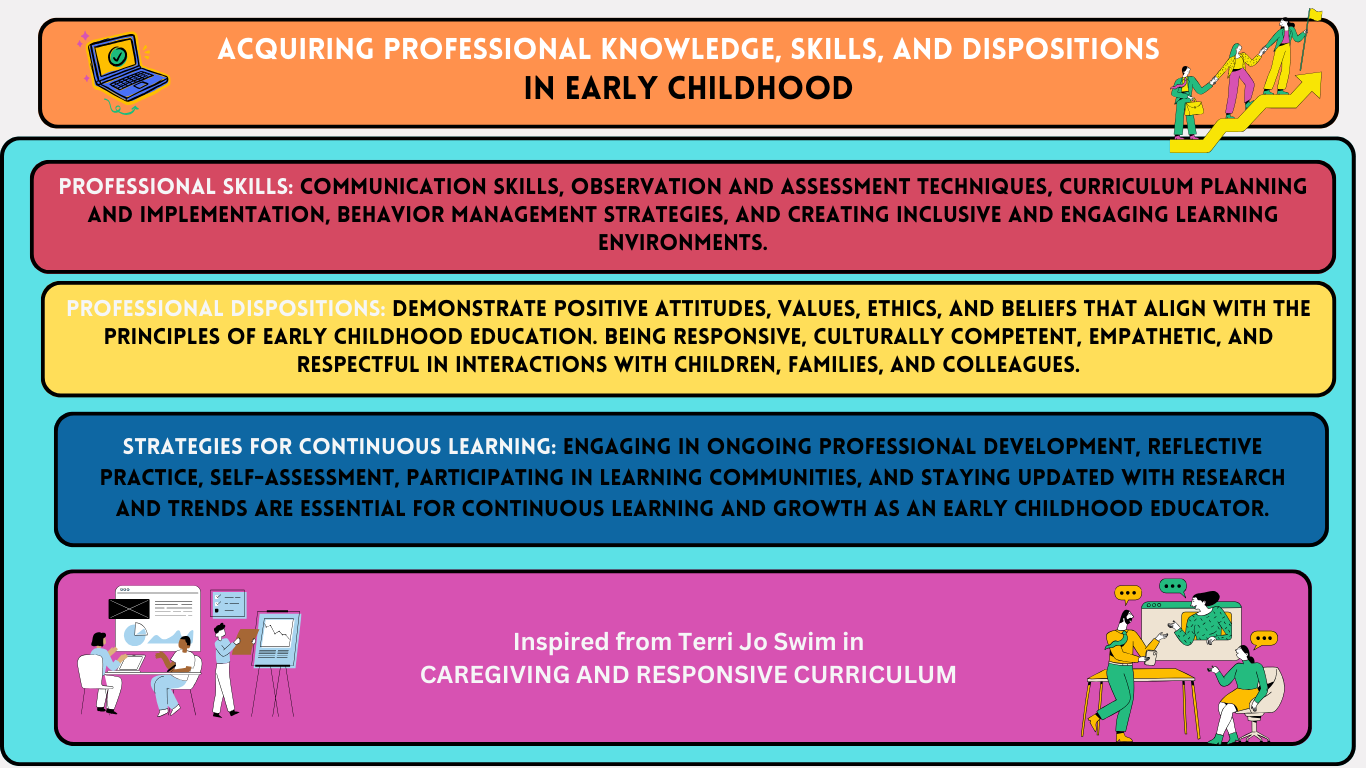 ACQUIRING PROFESSIONAL KNOWLEDGE, SKILLS, AND DISPOSITIONS
IN EARLY CHILDHOOD
PROFESSIONAL SKILLS: COMMUNICATION SKILLS, OBSERVATION AND ASSESSMENT TECHNIQUES, CURRICULUM PLANNING
AND IMPLEMENTATION, BEHAVIOR MANAGEMENT STRATEGIES, AND CREATING INCLUSIVE AND ENGAGING LEARNING
ENVIRONMENTS.
PROFESSIONAL DISPOSITIONS: DEMONSTRATE POSITIVE ATTITUDES, VALUES, ETHICS, AND BELIEFS THAT ALIGN WITH THE
PRINCIPLES OF EARLY CHILDHOOD EDUCATION. BEING RESPONSIVE, CULTURALLY COMPETENT, EMPATHETIC, AND
RESPECTFUL IN INTERACTIONS WITH CHILDREN, FAMILIES, AND COLLEAGUES.
STRATEGIES FOR CONTINUOUS LEARNING: ENGAGING IN ONGOING PROFESSIONAL DEVELOPMENT, REFLECTIVE
PRACTICE, SELF-ASSESSMENT, PARTICIPATING IN LEARNING COMMUNITIES, AND STAYING UPDATED WITH RESEARCH
AND TRENDS ARE ESSENTIAL FOR CONTINUOUS LEARNING AND GROWTH AS AN EARLY CHILDHOOD EDUCATOR.
Inspired from Terri Jo Swim in
CAREGIVING AND RESPONSIVE CURRICULUM